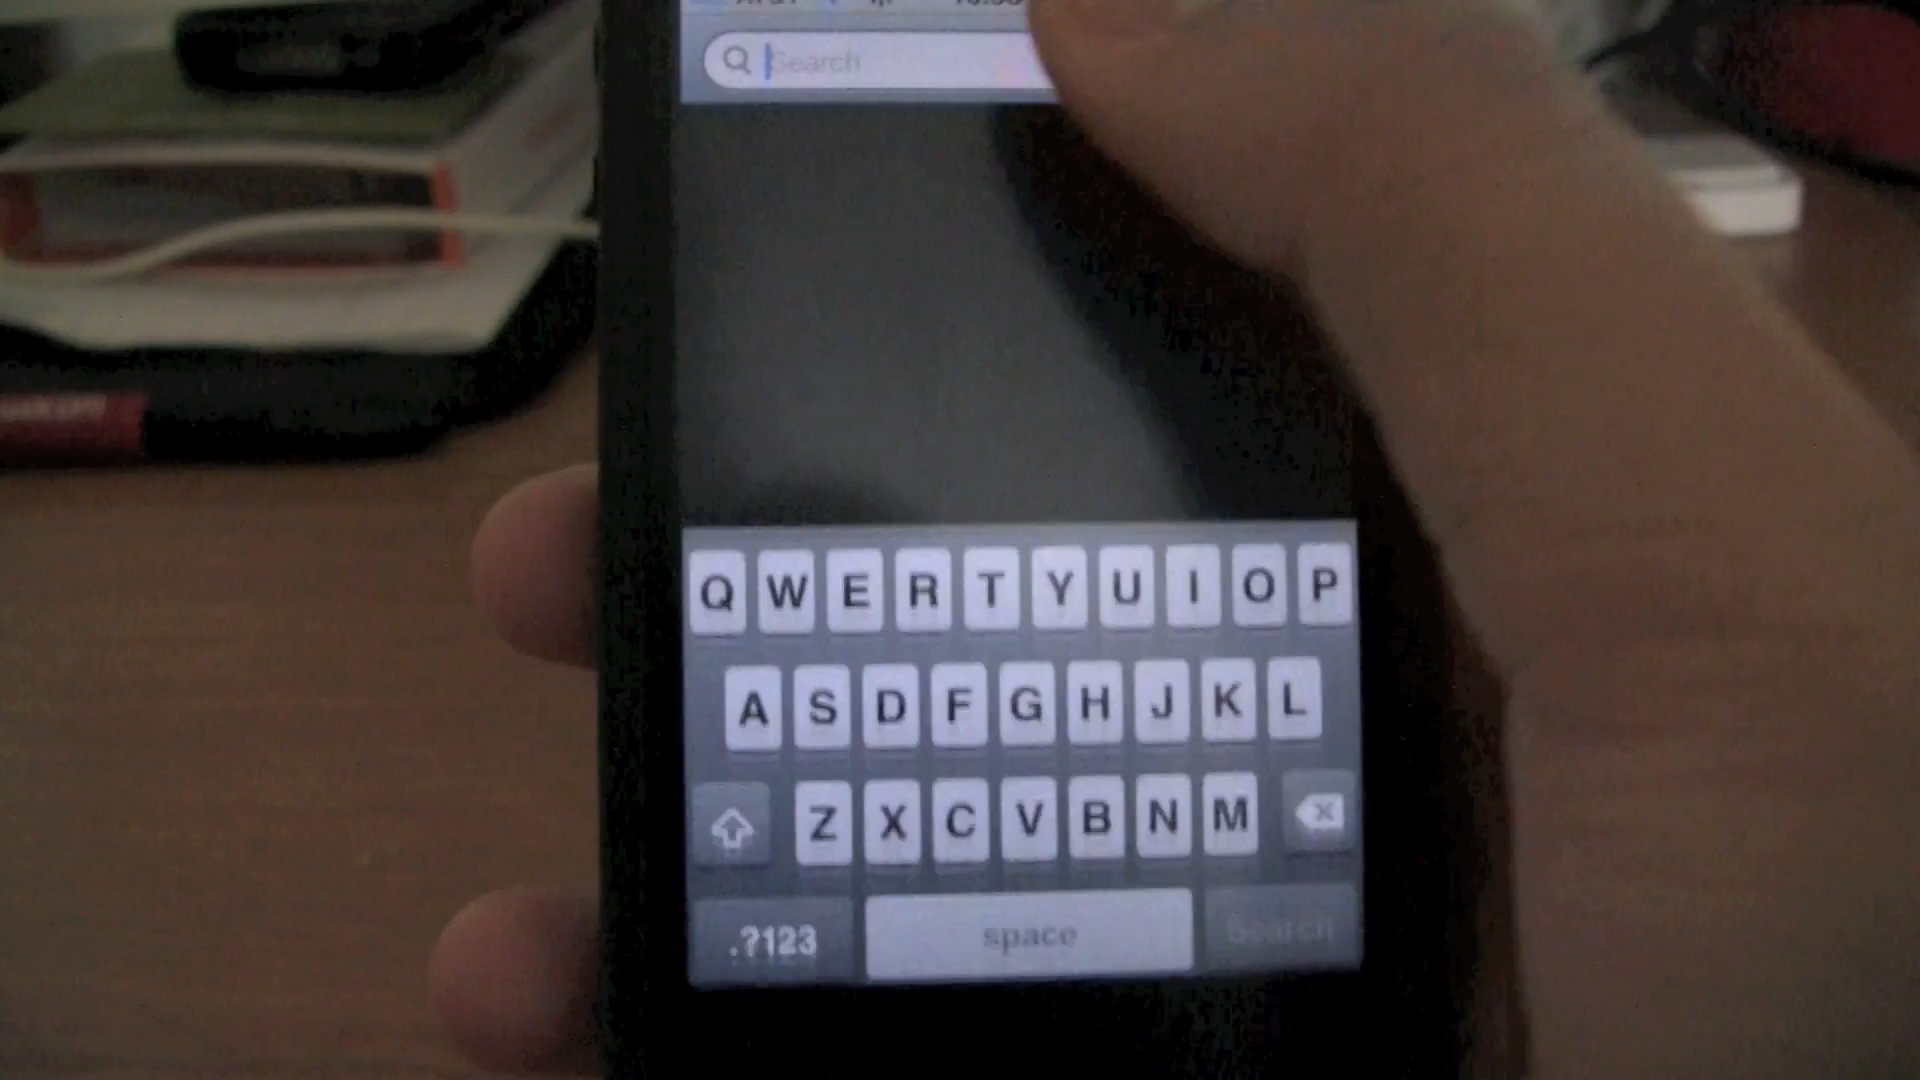 Search
Q W E R T Y U I O P
A S D F G H J K L
Z X C V B N M
.?123 space Search